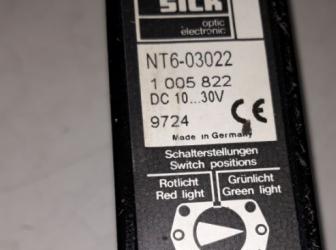 SICK
optic
electronic
NT6-03022
1 005 822
DC 10...30V
9724 CE
Made in Germany
Schalterstellungen
Switch positions
Rotlicht Grünlicht
Red light Green light